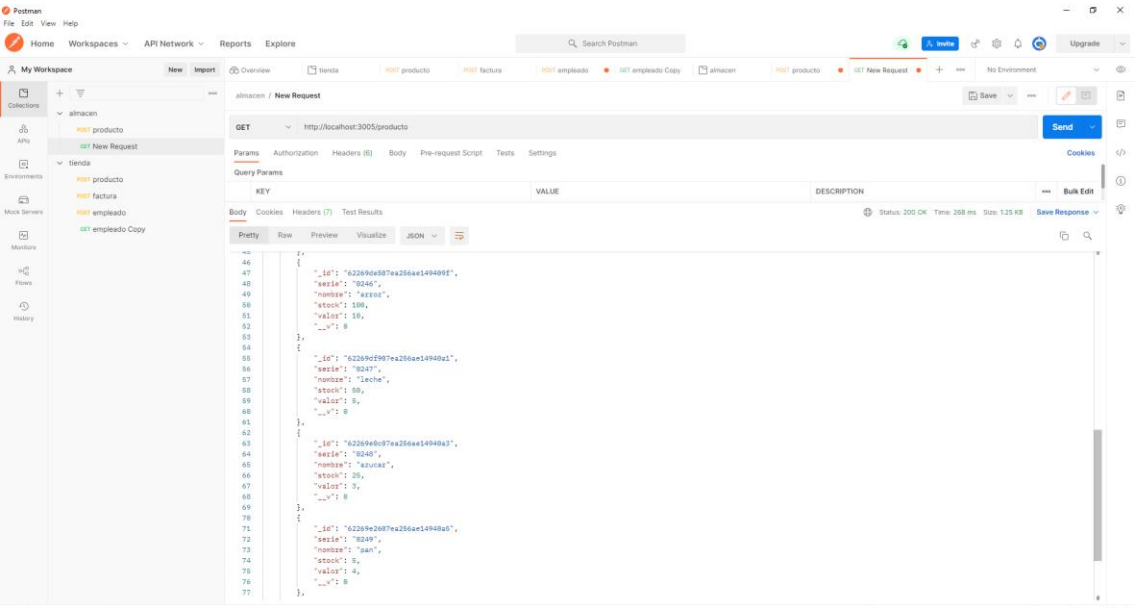 Postman
File Edit View Help
Home Workspaces API Network Reports Explore
Search Postman
Invite
Upgrade
My Workspace
New Import
Overview
tienda
POST producto
POST factura
POST empleado
GET empleado Copy
almacen
POST producto
GET New Request
No Environment
Collections
APIs
Environments
Mock Servers
Monitors
Flows
History
almacen
POST producto
GET New Request
tienda
POST producto
POST factura
POST empleado
GET empleado Copy
almacen / New Request
Save
GET http://localhost:3005/producto
Send
Params Authorization Headers (6) Body Pre-request Script Tests Settings
Cookies
Query Params
KEY VALUE DESCRIPTION
Bulk Edit
Body Cookies Headers (7) Test Results
Status: 200 OK Time: 268 ms Size: 1.25 KB Save Response
Pretty Raw Preview Visualize JSON
45 },
46 {
47 "_id": "62269de587ea256ae149409f",
48 "serie": "0246",
49 "nombre": "arroz",
50 "stock": 100,
51 "valor": 10,
52 "__v": 0
53 },
54 {
55 "_id": "62269df987ea256ae14940a1",
56 "serie": "0247",
57 "nombre": "leche",
58 "stock": 50,
59 "valor": 5,
60 "__v": 0
61 },
62 {
63 "_id": "62269e0c87ea256ae14940a3",
64 "serie": "0248",
65 "nombre": "azucar",
66 "stock": 25,
67 "valor": 3,
68 "__v": 0
69 },
70 {
71 "_id": "62269e2687ea256ae14940a5",
72 "serie": "0249",
73 "nombre": "pan",
74 "stock": 5,
75 "valor": 4,
76 "__v": 0
77 },